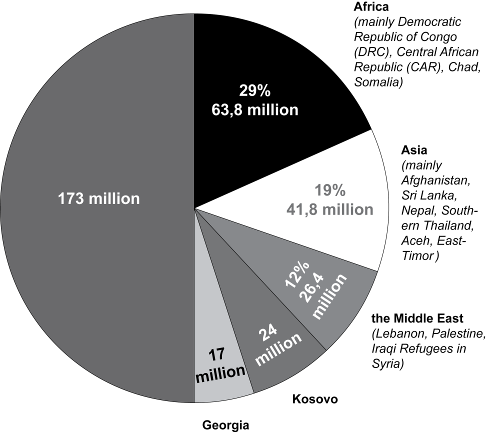 Africa
(mainly Democratic
Republic of Congo
(DRC), Central African
Republic (CAR), Chad,
Somalia)
29%
63,8 million
Asia
(mainly
Afghanistan,
Sri Lanka,
Nepal, South-
ern Thailand,
Aceh, East-
Timor)
19%
41,8 million
173 million
12%
26,4
million
the Middle East
(Lebanon, Palestine,
Iraqi Refugees in
Syria)
24
million
Kosovo
17
million
Georgia